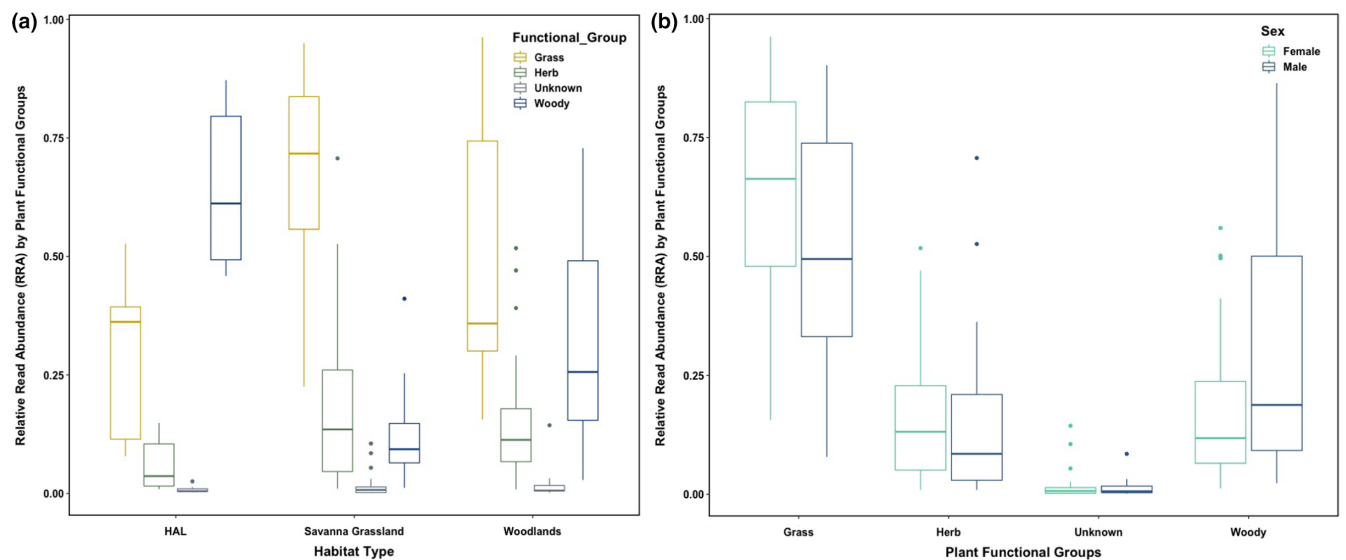 (a)
Relative Read Abundance (RRA) by Plant Functional Groups
1.00
0.75
0.50
0.25
0.00
Functional_Group
Grass
Herb
Unknown
Woody
HAL
Savanna Grassland
Woodlands
Habitat Type
(b)
Relative Read Abundance (RRA) by Plant Functional Groups
1.00
0.75
0.50
0.25
0.00
Sex
Female
Male
Grass
Herb
Unknown
Woody
Plant Functional Groups